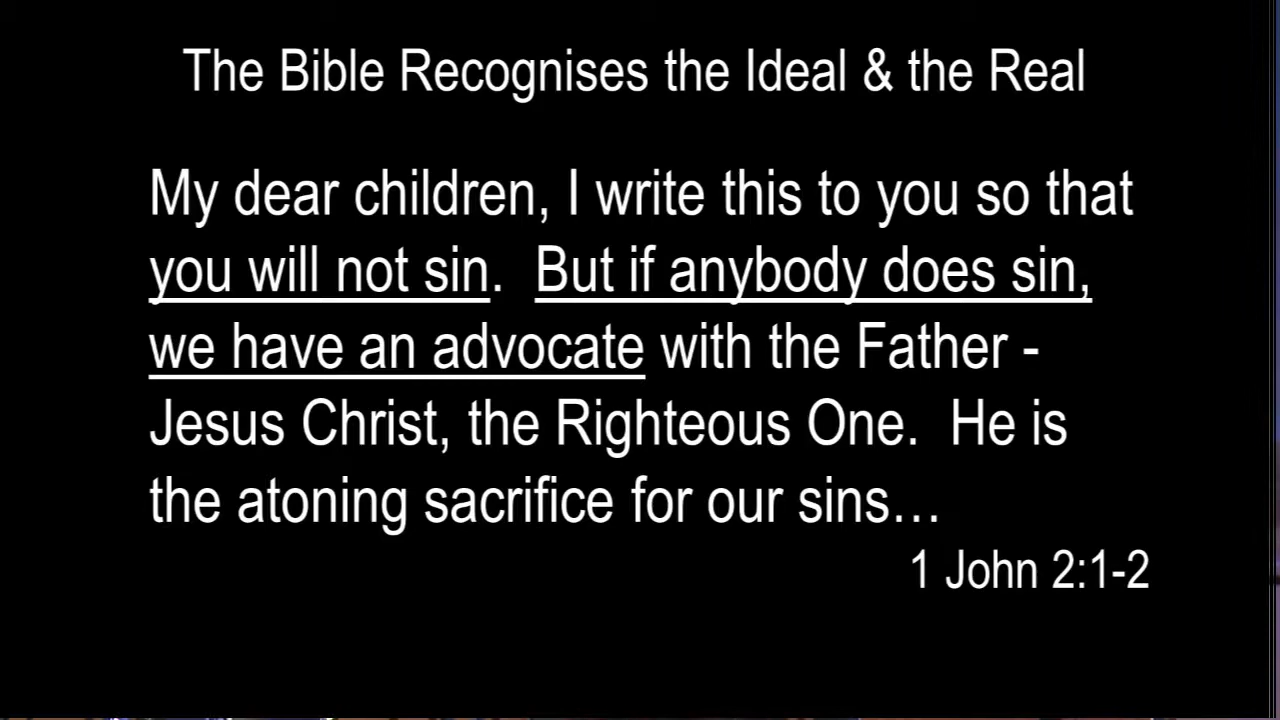 The Bible Recognises the Ideal & the Real
My dear children, I write this to you so that
you will not sin.  But if anybody does sin,
we have an advocate with the Father -
Jesus Christ, the Righteous One.  He is
the atoning sacrifice for our sins…
1 John 2:1-2